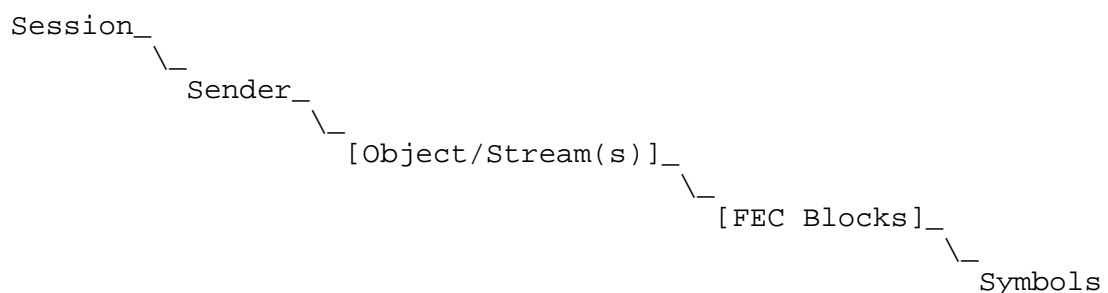 Session_
\_
Sender_
\_
[Object/Stream(s)]_
\_
[FEC Blocks]_
\_
Symbols